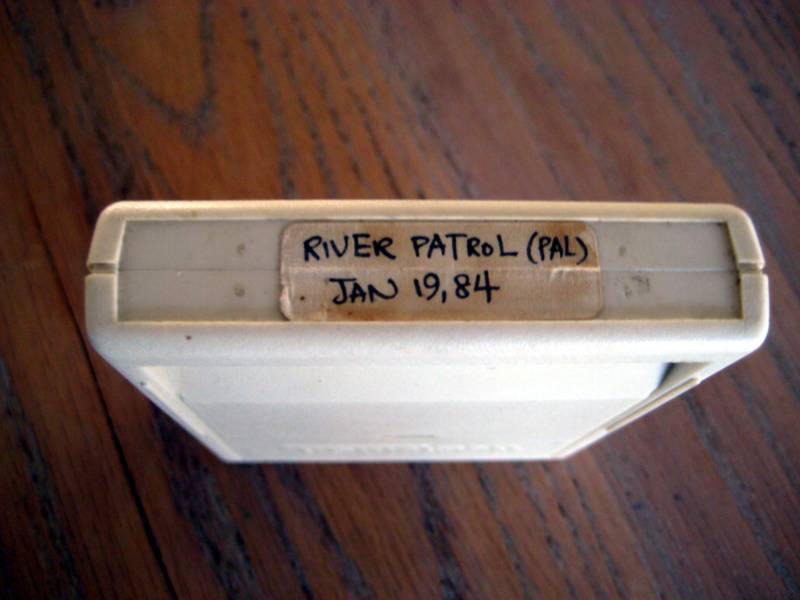 RIVER PATROL (PAL)
JAN 19, 84